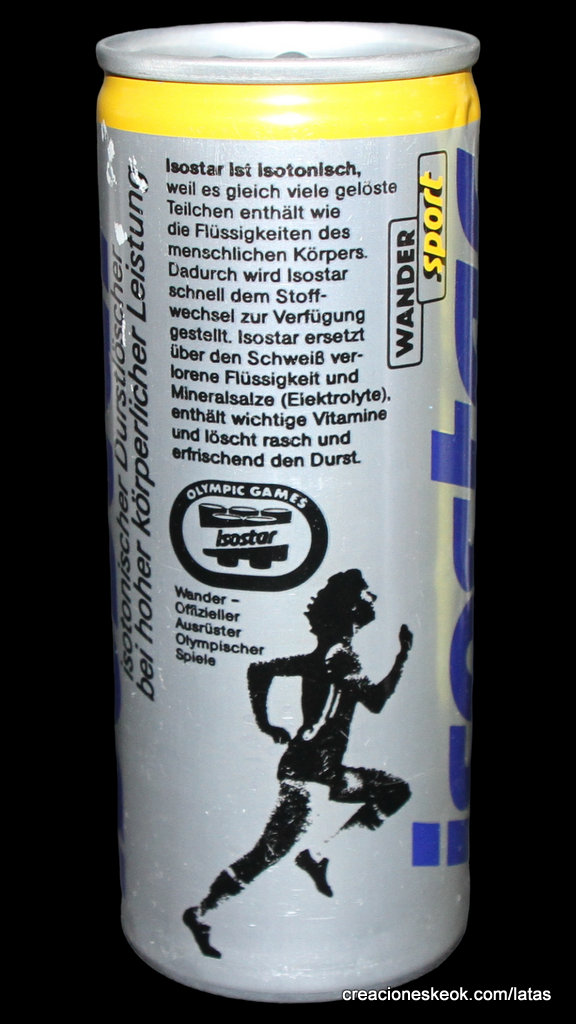 Isostar ist isotonisch,
weil es gleich viele gelöste
Teilchen enthält wie
die Flüssigkeiten des
menschlichen Körpers.
Dadurch wird Isostar
schnell dem Stoff-
wechsel zur Verfügung
gestellt. Isostar ersetzt
über den Schweiß ver-
lorene Flüssigkeit und
Mineralsalze (Elektrolyte),
enthält wichtige Vitamine
und löscht rasch und
erfrischend den Durst.
OLYMPIC GAMES
isostar
Wander –
Offizieller
Ausrüster
Olympischer
Spiele
isotonischer Durstlöscher
bei hoher körperlicher Leistung
WANDER
sport
isostar
creacioneskeok.com/latas